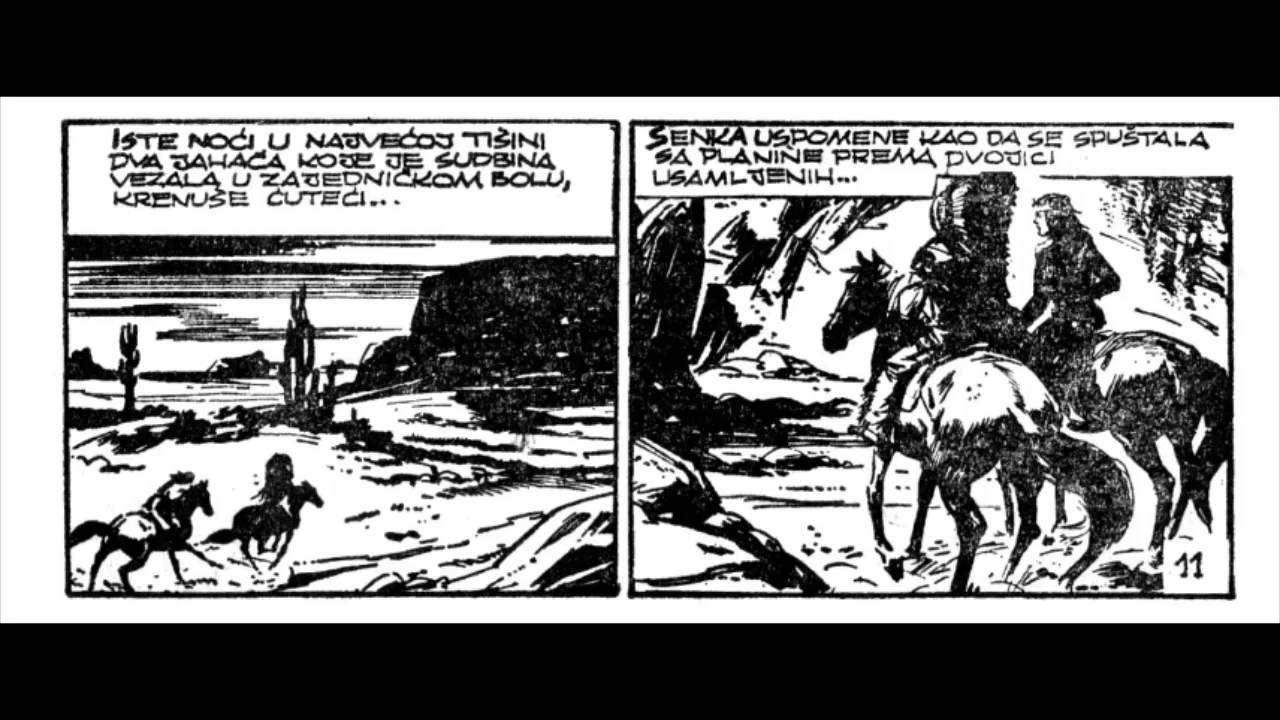 ISTE NOĆI U NAJVEĆOJ TIŠINI
DVA JAHAČA KOJE JE SUDBINA
VEZALA U ZAJEDNIČKOM BOLU,
KRENUŠE ĆUTEĆI...
SENKA USPOMENE KAO DA SE SPUŠTALA
SA PLANINE PREMA DVOJICI
USAMLJENIH...
11